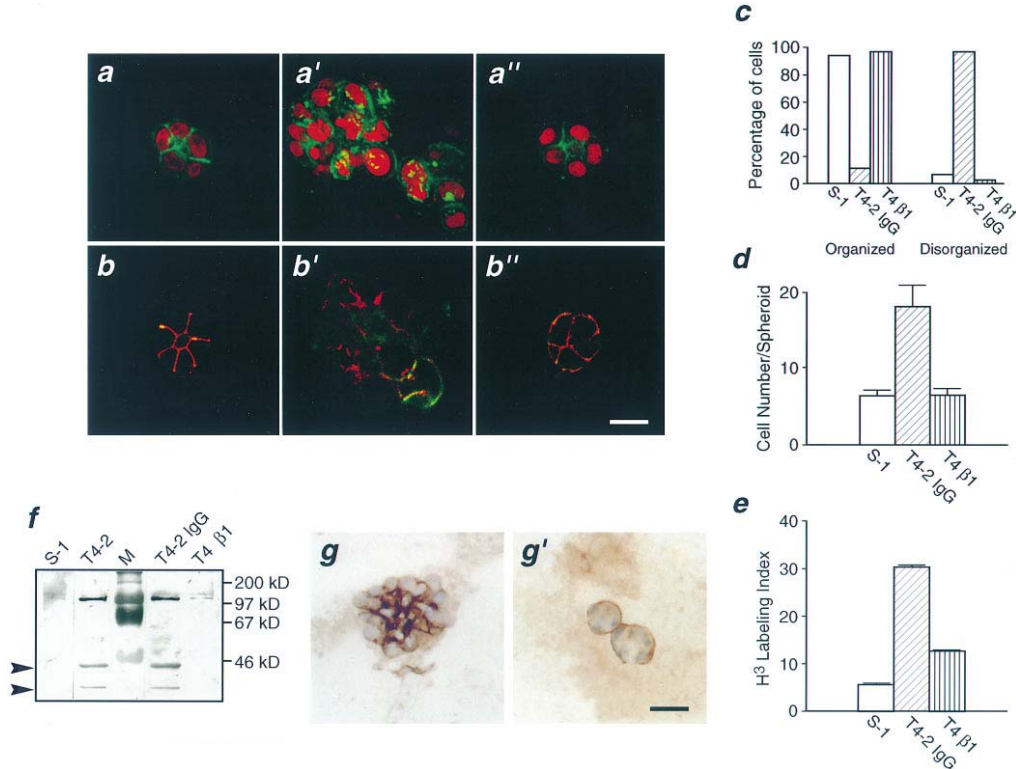 a
a'
a''
b
b'
b''
c
Percentage of cells
100
80
60
40
20
0
S-1
T4-2 IgG
T4 β1
S-1
T4-2 IgG
T4 β1
Organized
Disorganized
d
Cell Number/Spheroid
20
10
0
S-1
T4-2 IgG
T4 β1
e
H³ Labeling Index
40
30
20
10
0
S-1
T4-2 IgG
T4 β1
f
S-1
T4-2
M
T4-2 IgG
T4 β1
200 kD
97 kD
67 kD
46 kD
g
g'